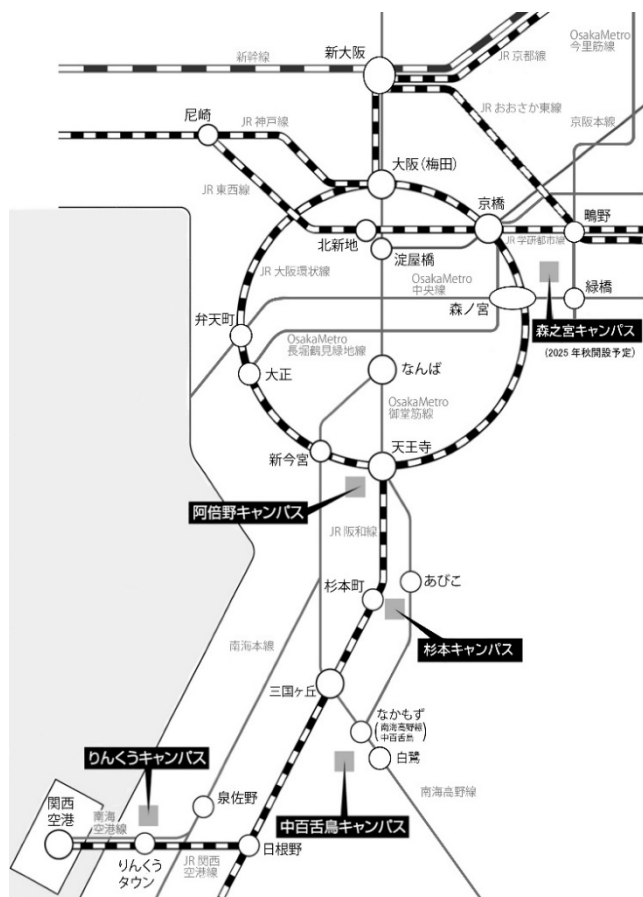 新幹線
新大阪
JR 京都線
OsakaMetro
今里筋線
尼崎
JR 神戸線
JR おおさか東線
京阪本線
JR 東西線
大阪(梅田)
京橋
鴫野
北新地
淀屋橋
JR 学研都市線
JR 大阪環状線
OsakaMetro
中央線
森ノ宮
緑橋
森之宮キャンパス
(2025 年秋開設予定)
弁天町
OsakaMetro
長堀鶴見緑地線
大正
なんば
OsakaMetro
御堂筋線
新今宮
天王寺
阿倍野キャンパス
JR 阪和線
あびこ
杉本町
杉本キャンパス
南海本線
三国ヶ丘
なかもず
(南海高野線
中百舌鳥)
白鷺
りんくうキャンパス
中百舌鳥キャンパス
南海高野線
関西
空港
南海
空港線
泉佐野
りんくう
タウン
JR 関西
空港線
日根野